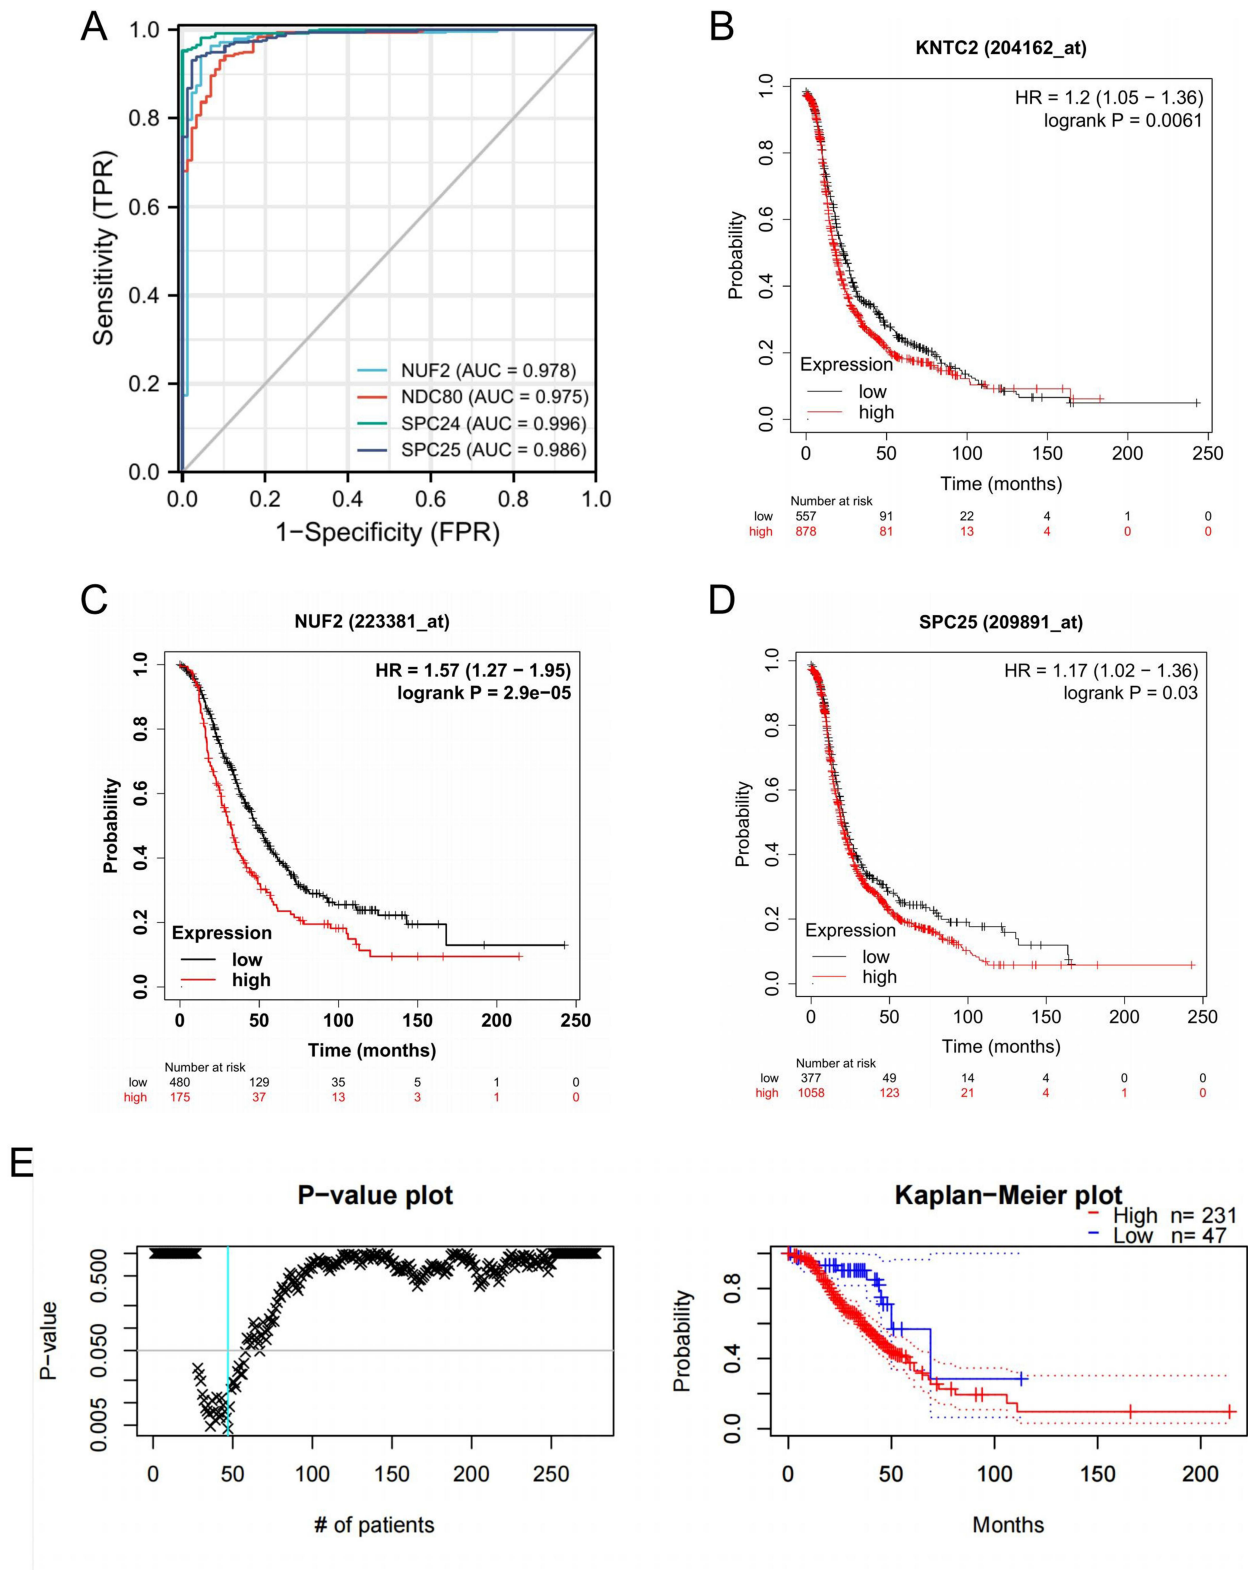 A
1.0
0.8
0.6
0.4
0.2
0.0
Sensitivity (TPR)
NUF2 (AUC = 0.978)
NDC80 (AUC = 0.975)
SPC24 (AUC = 0.996)
SPC25 (AUC = 0.986)
0.0 0.2 0.4 0.6 0.8 1.0
1−Specificity (FPR)
B
KNTC2 (204162_at)
HR = 1.2 (1.05 − 1.36)
logrank P = 0.0061
1.0
0.8
0.6
0.4
0.2
0.0
Probability
Expression
low
high
0 50 100 150 200 250
Time (months)
Number at risk
low 557 91 22 4 1 0
high 878 81 13 4 0 0
C
NUF2 (223381_at)
HR = 1.57 (1.27 − 1.95)
logrank P = 2.9e−05
1.0
0.8
0.6
0.4
0.2
0.0
Probability
Expression
low
high
0 50 100 150 200 250
Time (months)
Number at risk
low 480 129 35 5 1 0
high 175 37 13 3 1 0
D
SPC25 (209891_at)
HR = 1.17 (1.02 − 1.36)
logrank P = 0.03
1.0
0.8
0.6
0.4
0.2
0.0
Probability
Expression
low
high
0 50 100 150 200 250
Time (months)
Number at risk
low 377 49 14 4 0 0
high 1058 123 21 4 1 0
E
P−value plot
0.500
0.050
0.005
P−value
0 50 100 150 200 250
# of patients
Kaplan−Meier plot
High n= 231
Low n= 47
0.8
0.4
0.0
Probability
0 50 100 150 200
Months